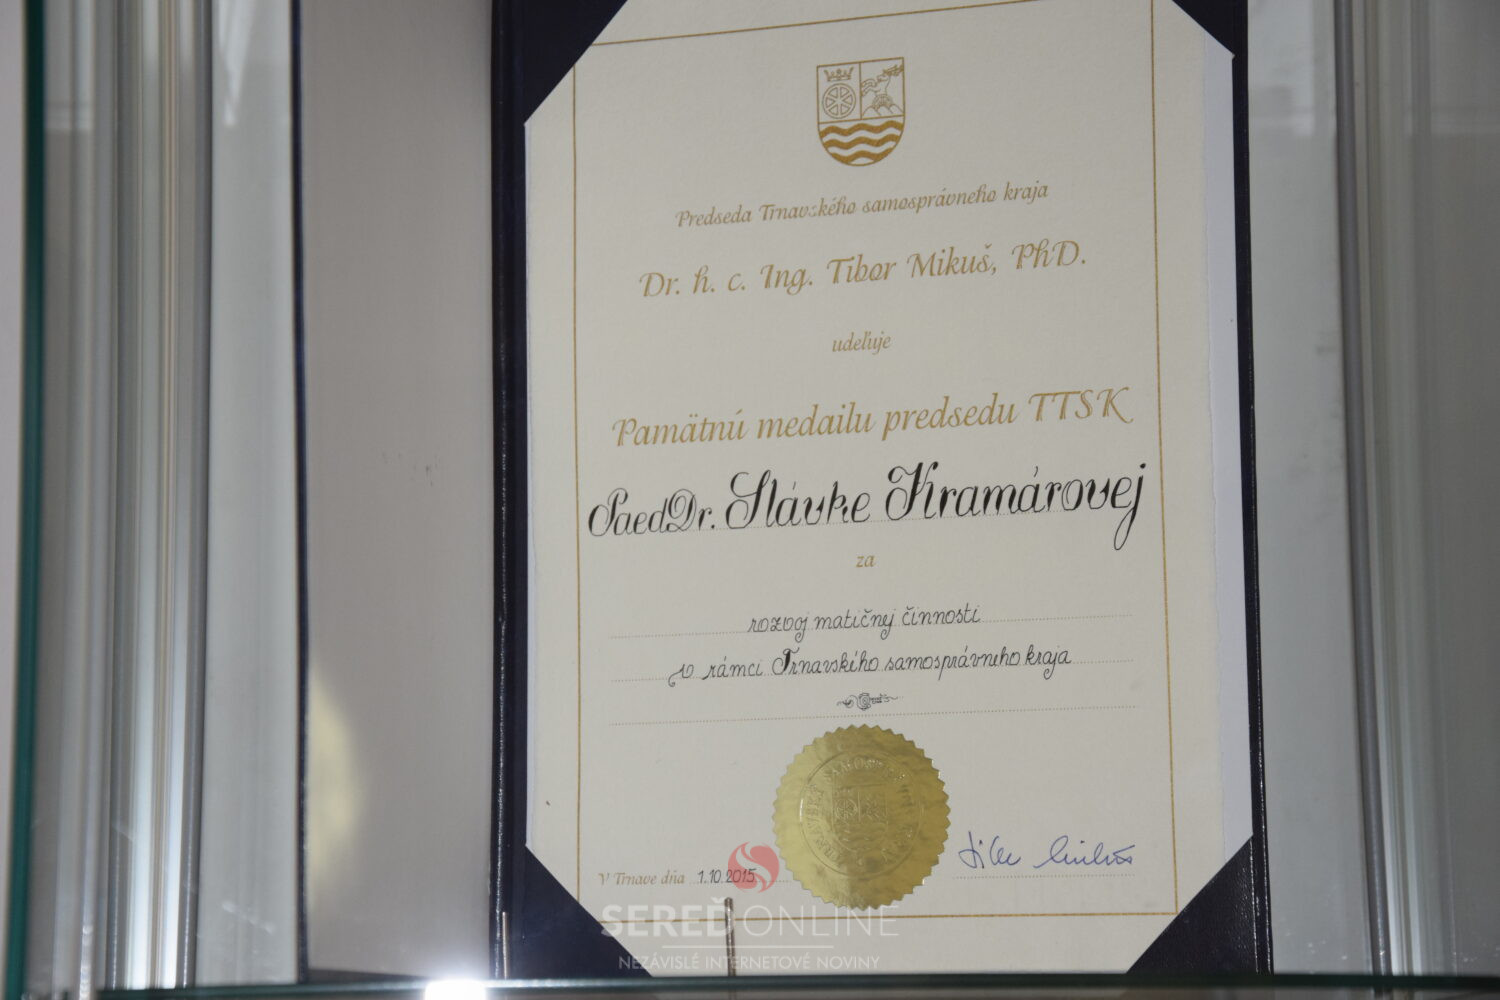 Predseda Trnavského samosprávneho kraja
Dr. h. c. Ing. Tibor Mikuš, PhD.
udeľuje
Pamätnú medailu predsedu TTSK
PaedDr. Slávke Kramárovej
za
rozvoj matičnej činnosti
v rámci Trnavského samosprávneho kraja
V Trnave dňa 1.10.2015
SEREĎ ONLINE
NEZÁVISLÉ INTERNETOVÉ NOVINY